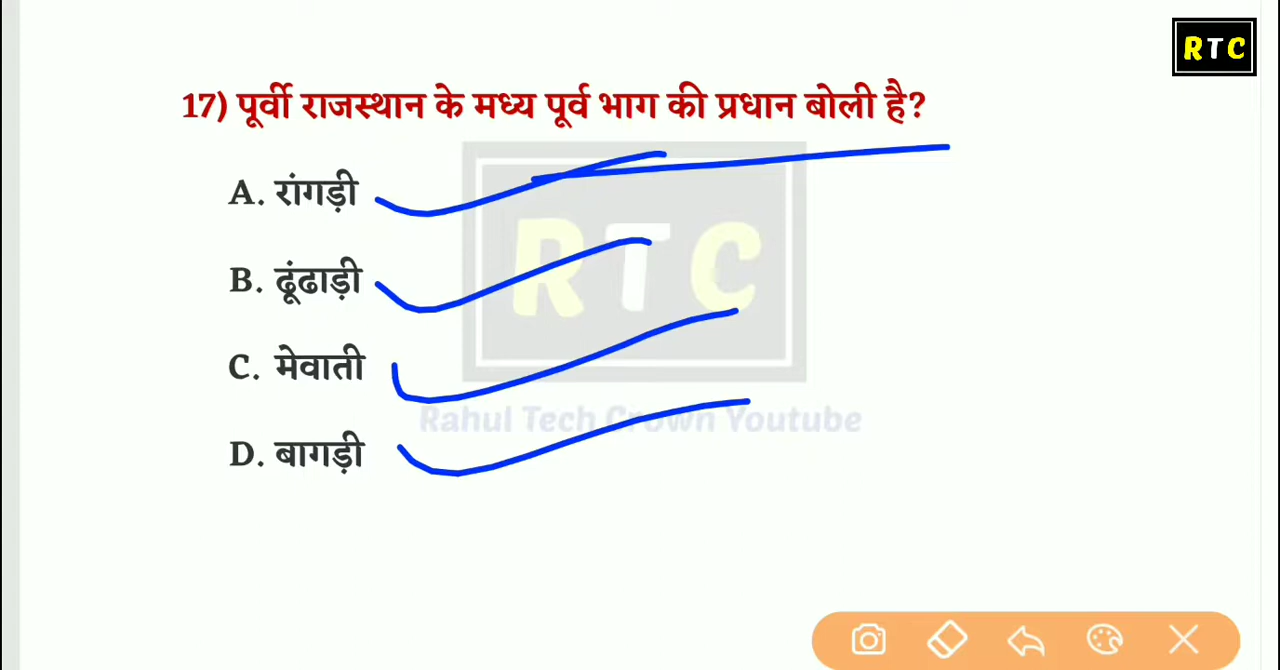 RTC
17) पूर्वी राजस्थान के मध्य पूर्व भाग की प्रधान बोली है?
A. रांगड़ी
B. ढूंढाड़ी
C. मेवाती
D. बागड़ी
RTC
Rahul Tech Crown Youtube